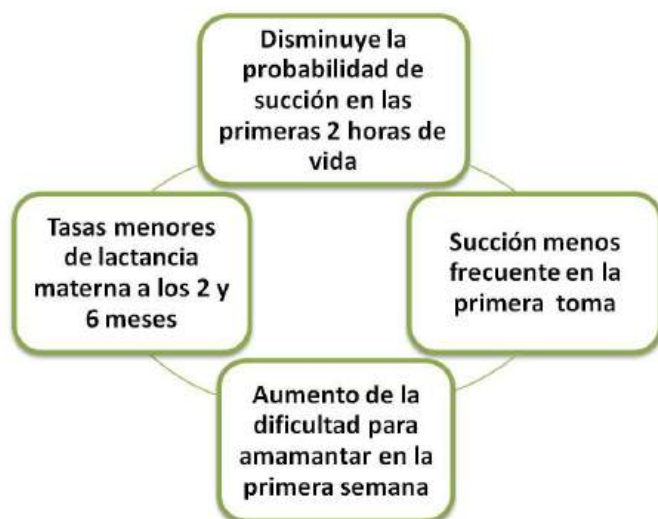 Disminuye la
probabilidad de
succión en las
primeras 2 horas de
vida
Succión menos
frecuente en la
primera toma
Aumento de la
dificultad para
amamantar en la
primera semana
Tasas menores
de lactancia
materna a los 2 y
6 meses